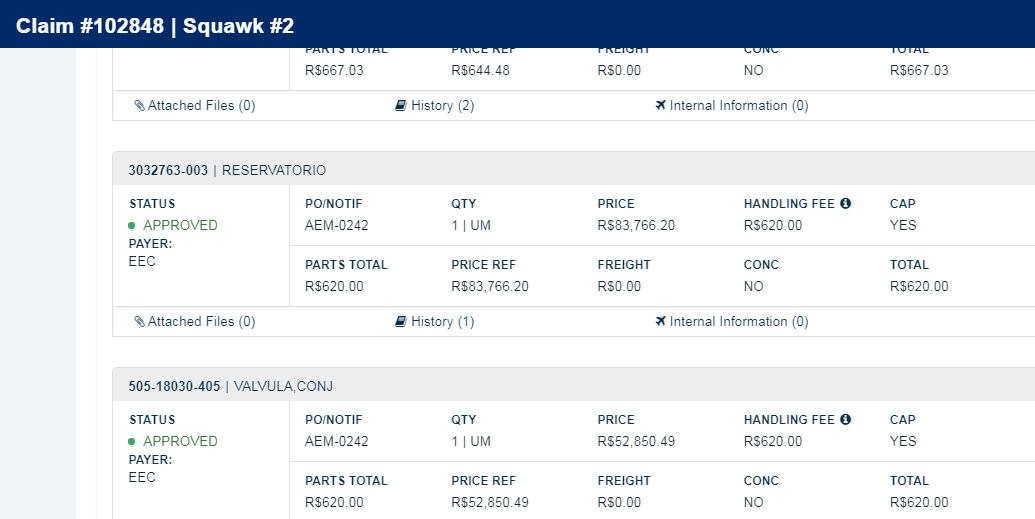 Claim #102848 | Squawk #2
PARTS TOTAL PRICE REF FREIGHT CONC TOTAL
R$667.03 R$644.48 R$0.00 NO R$667.03
Attached Files (0) History (2) Internal Information (0)
3032763-003 | RESERVATORIO
STATUS PO/NOTIF QTY PRICE HANDLING FEE CAP
APPROVED AEM-0242 1 | UM R$83,766.20 R$620.00 YES
PAYER:
EEC
PARTS TOTAL PRICE REF FREIGHT CONC TOTAL
R$620.00 R$83,766.20 R$0.00 NO R$620.00
Attached Files (0) History (1) Internal Information (0)
505-18030-405 | VALVULA,CONJ
STATUS PO/NOTIF QTY PRICE HANDLING FEE CAP
APPROVED AEM-0242 1 | UM R$52,850.49 R$620.00 YES
PAYER:
EEC
PARTS TOTAL PRICE REF FREIGHT CONC TOTAL
R$620.00 R$52,850.49 R$0.00 NO R$620.00